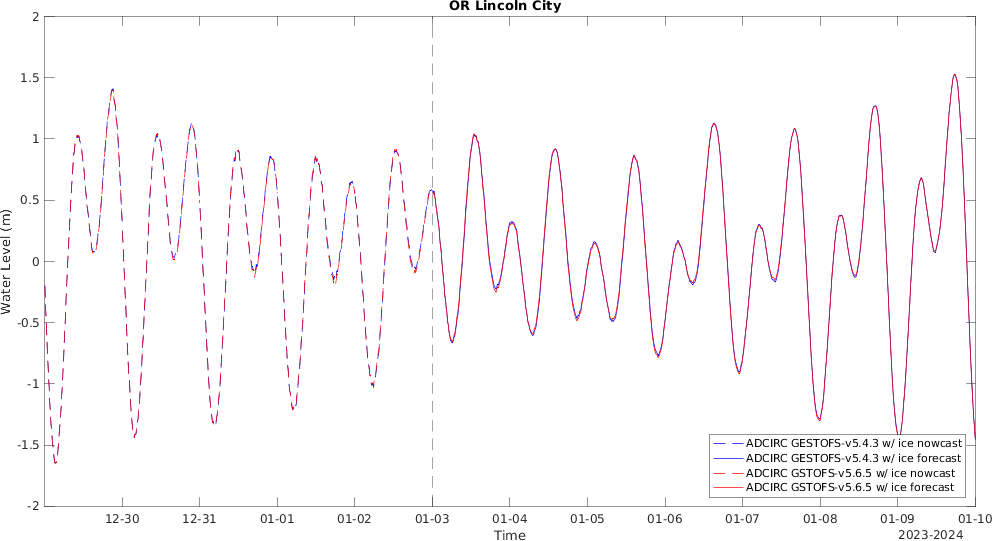 OR Lincoln City
2
1.5
1
0.5
0
-0.5
-1
-1.5
-2
Water Level (m)
12-30 12-31 01-01 01-02 01-03 01-04 01-05 01-06 01-07 01-08 01-09 01-10
Time
2023-2024
ADCIRC GESTOFS-v5.4.3 w/ ice nowcast
ADCIRC GESTOFS-v5.4.3 w/ ice forecast
ADCIRC GSTOFS-v5.6.5 w/ ice nowcast
ADCIRC GSTOFS-v5.6.5 w/ ice forecast